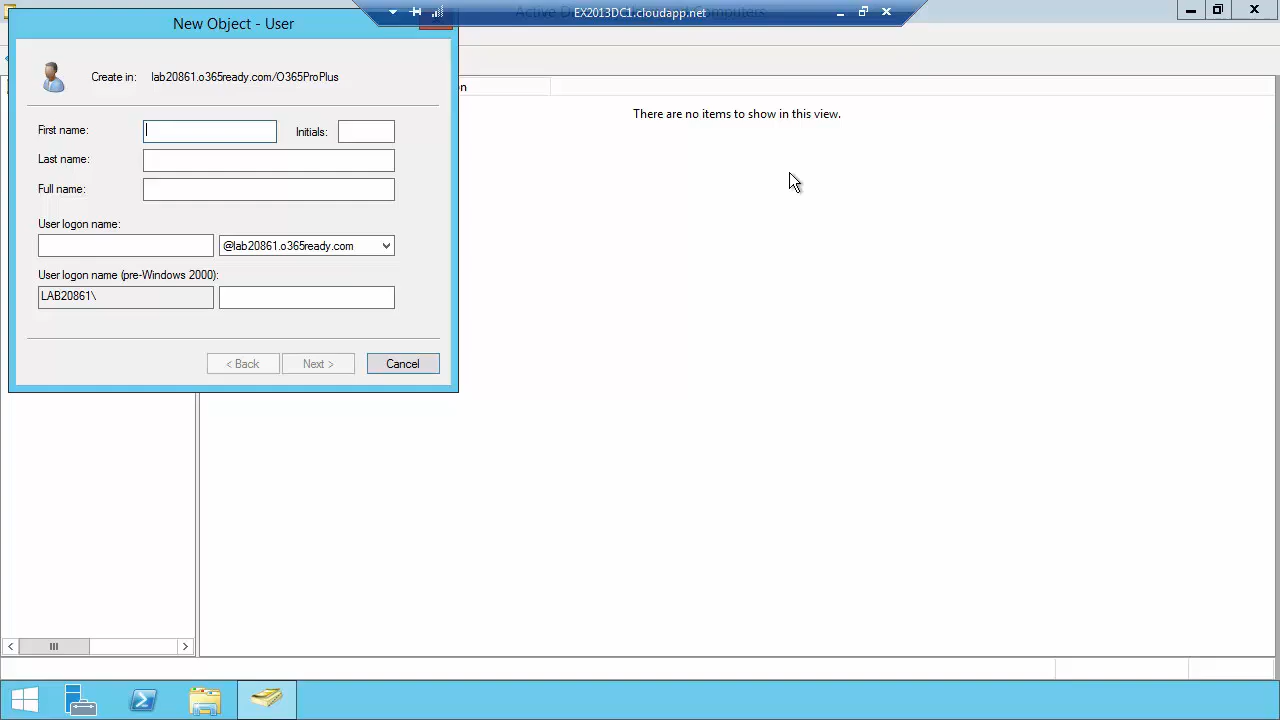 New Object - User
EX2013DC1.cloudapp.net
Create in: lab20861.o365ready.com/O365ProPlus
First name:
Initials:
Last name:
Full name:
User logon name:
@lab20861.o365ready.com
User logon name (pre-Windows 2000):
LAB20861\
< Back
Next >
Cancel
There are no items to show in this view.